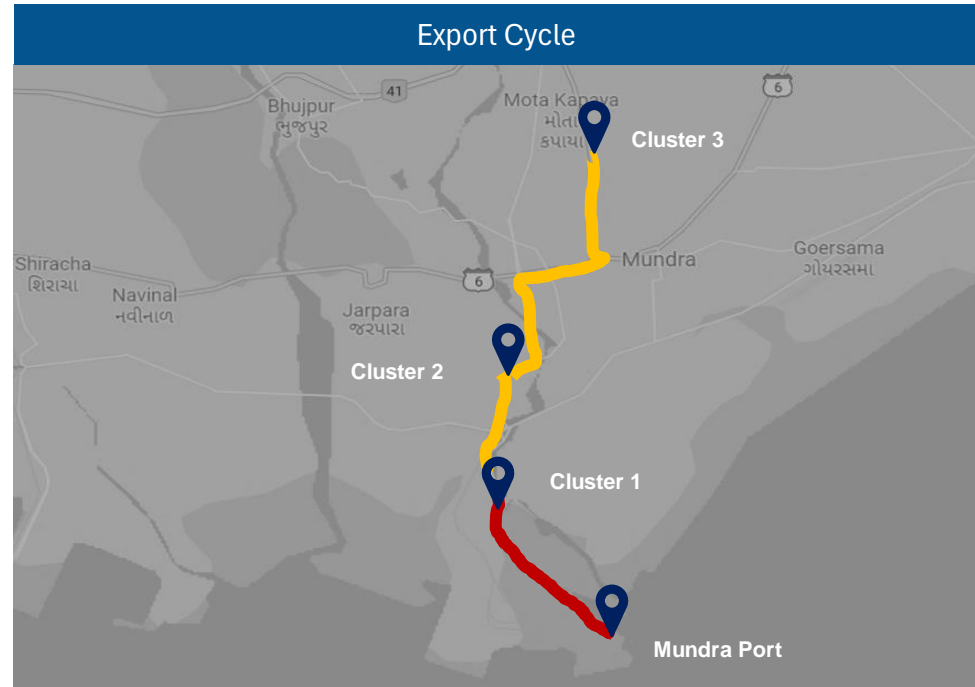 Export Cycle
41
6
Bhujpur
ભુજપુર
Mota Kapaya
મોટા
કપાયા
Cluster 3
Shiracha
શિરાચા
Navinal
નવીનાળ
6
Mundra
Goersama
ગોયરસમા
Jarpara
જરપારા
Cluster 2
Cluster 1
Mundra Port